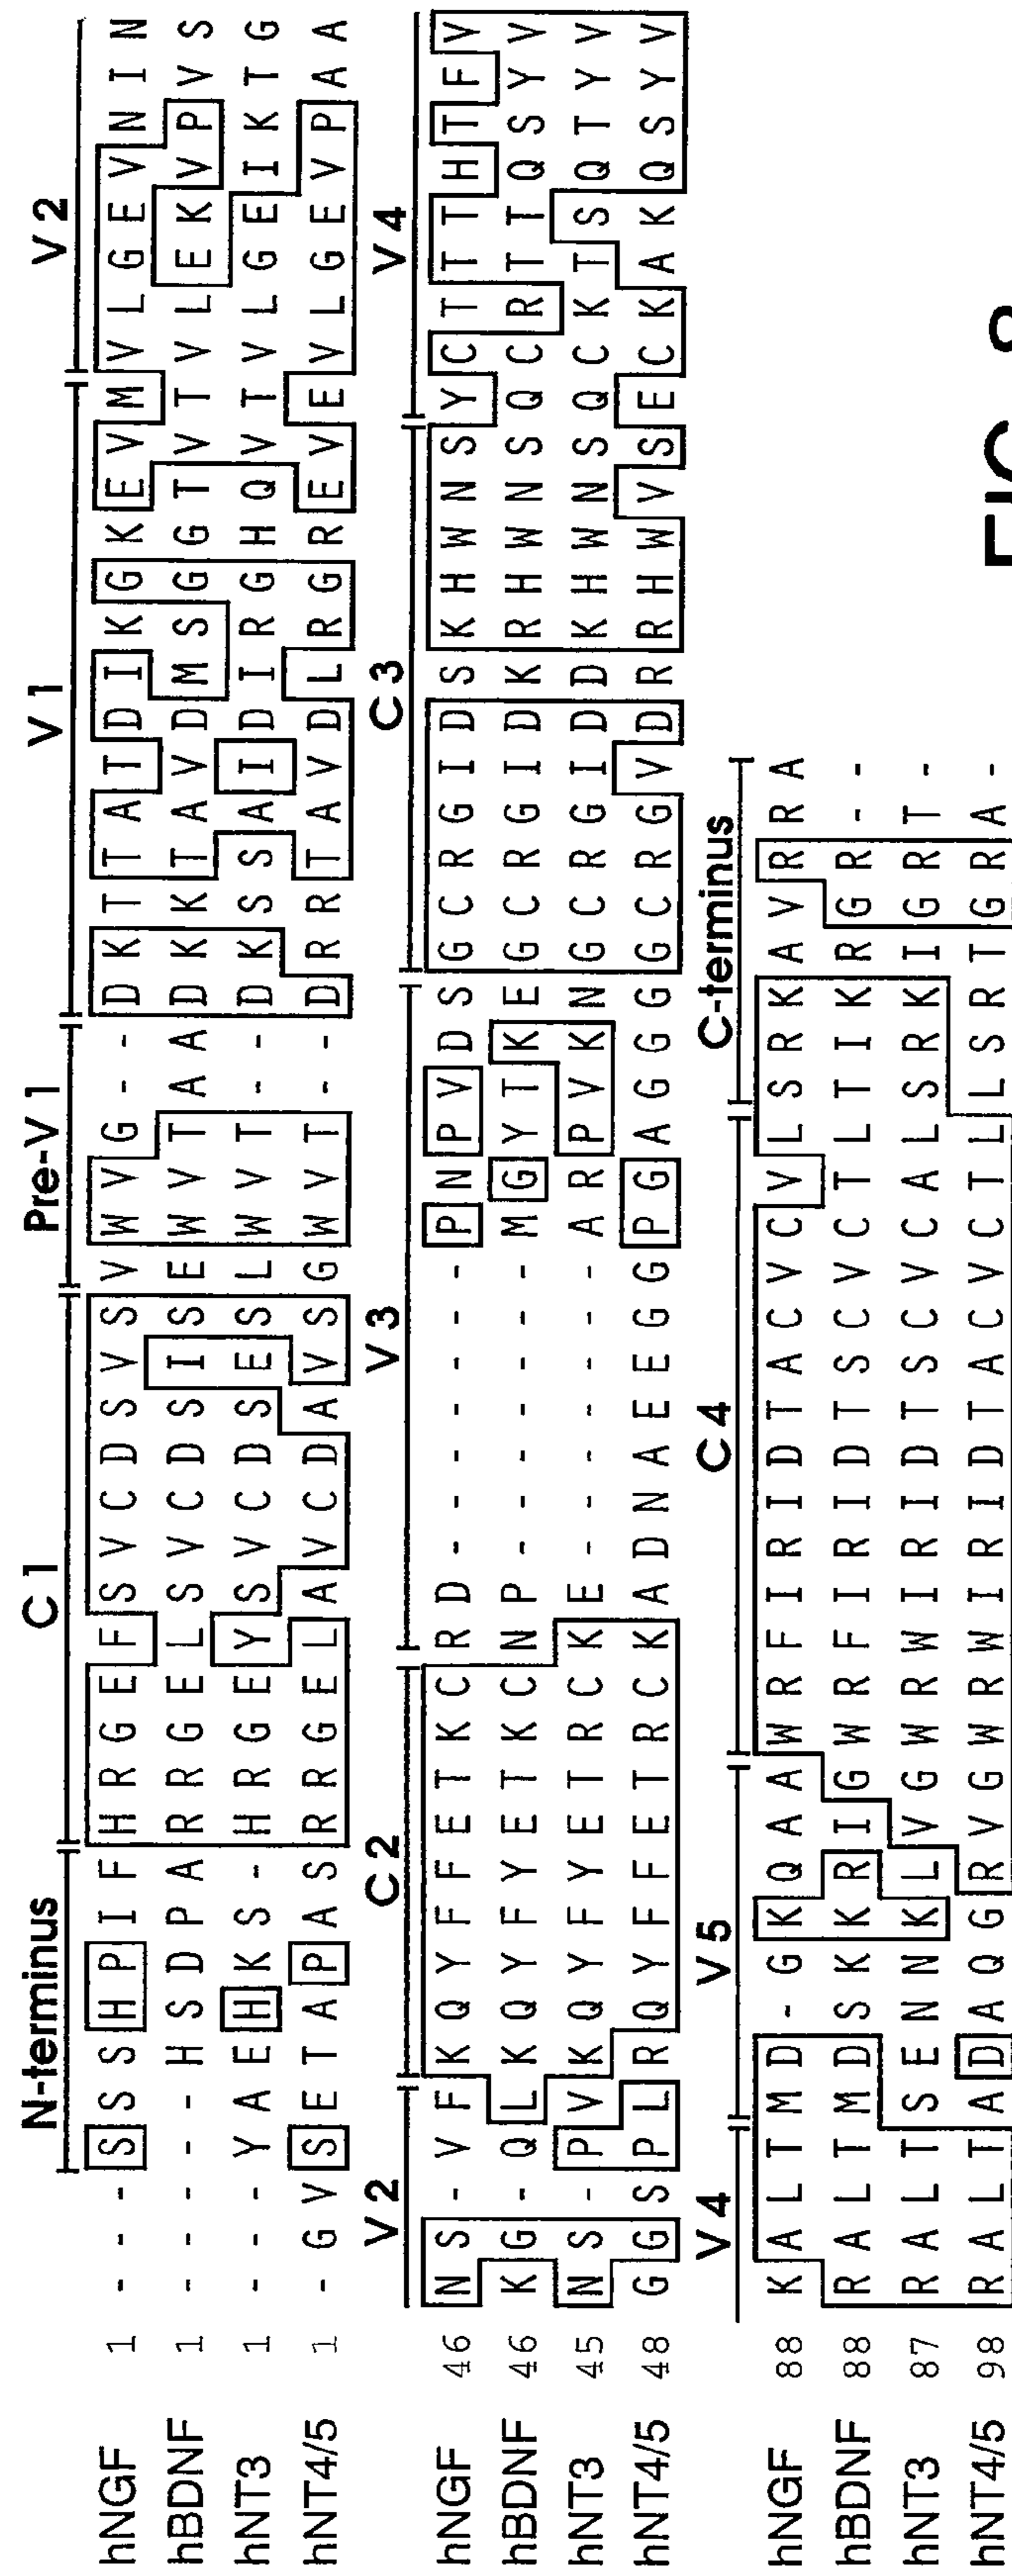 N-terminus C1 Pre-V1 V1 V2
hNGF 1 - - - S S S H P I F H R G E F S V C D S V S V W V G - - D K T T A T D I K G K E V M V L G E V N I N
hBDNF 1 - - - - - H S D P A R R G E L S V C D S I S E W V T A A D K K T A V D M S G G T V T V L E K V P V S
hNT3 1 - - - Y A E H K S - H R G E Y S V C D S E S L W V T - - D K S S A I D I R G H Q V T V L G E I K T G
hNT4/5 1 - G V S E T A P A S R R G E L A V C D A V S G W V T - - D R R T A V D L R G R E V E V L G E V P A A
V2 C2 V3 C3 V4
hNGF 46 N S - V F K Q Y F F E T K C R D - - - - - - - P N P V D S G C R G I D S K H W N S Y C T T T H T F V
hBDNF 46 K G - Q L K Q Y F Y E T K C N P - - - - - - - M G Y T K E G C R G I D K R H W N S Q C R T T Q S Y V
hNT3 45 N S - P V K Q Y F Y E T R C K E - - - - - - - A R P V K N G C R G I D D K H W N S Q C K T S Q T Y V
hNT4/5 48 G G S P L R Q Y F F E T R C K A D N A E E G G P G A G G G G C R G V D R R H W V S E C K A K Q S Y V
V4 V5 C4 C-terminus
hNGF 88 K A L T M D - G K Q A A W R F I R I D T A C V C V L S R K A V R R A
hBDNF 88 R A L T M D S K K R I G W R F I R I D T S C V C T L T I K R G R - -
hNT3 87 R A L T S E N N K L V G W R W I R I D T S C V C A L S R K I G R T -
hNT4/5 98 R A L T A D A Q G R V G W R W I R I D T A C V C T L L S R T G R A -
FIG